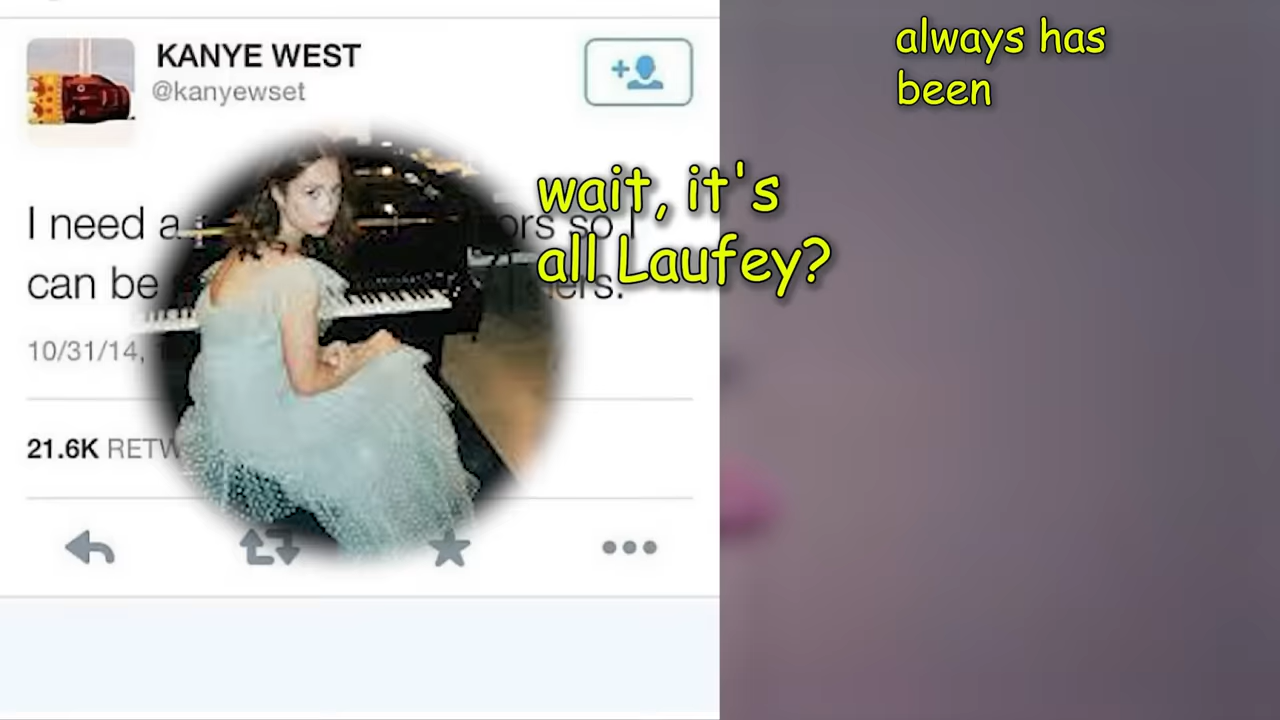 KANYE WEST
@kanyewset
I need a ors so I
can be
10/31/14,
21.6K RETW
wait, it's
all Laufey?
always has
been